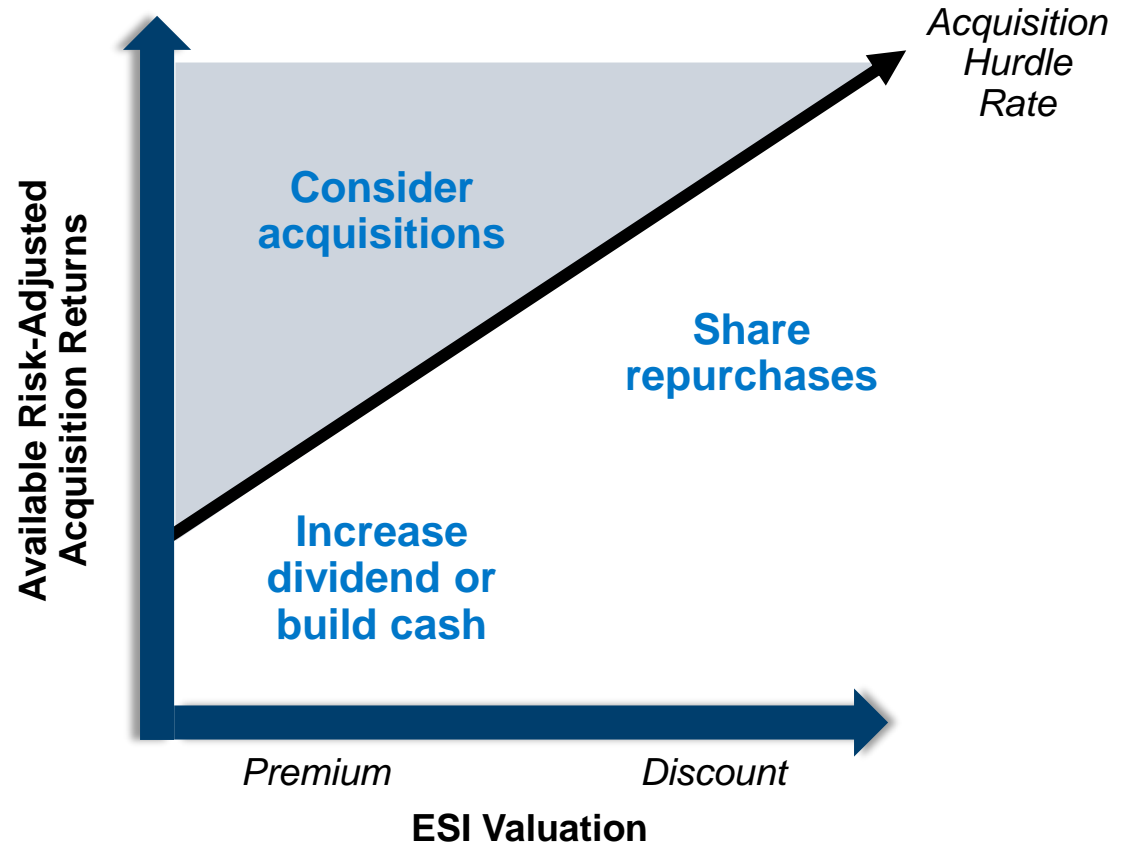 Acquisition
Hurdle
Rate
Available Risk-Adjusted
Acquisition Returns
Consider
acquisitions
Share
repurchases
Increase
dividend or
build cash
Premium
Discount
ESI Valuation